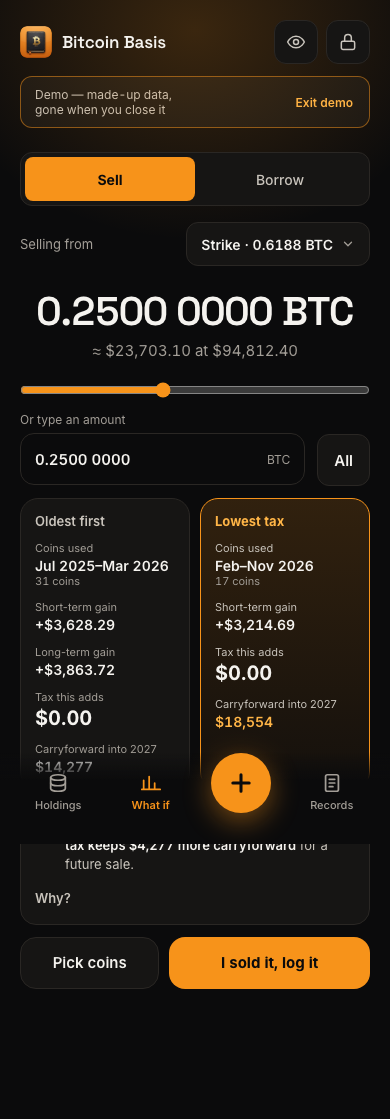 Bitcoin Basis
Demo — made-up data,
gone when you close it
Exit demo
Sell
Borrow
Selling from
Strike · 0.6188 BTC
0.2500 0000 BTC
≈ $23,703.10 at $94,812.40
Or type an amount
0.2500 0000
BTC
All
Oldest first
Coins used
Jul 2025–Mar 2026
31 coins
Short-term gain
+$3,628.29
Long-term gain
+$3,863.72
Tax this adds
$0.00
Carryforward into 2027
$14,277
Lowest tax
Coins used
Feb–Nov 2026
17 coins
Short-term gain
+$3,214.69
Tax this adds
$0.00
Carryforward into 2027
$18,554
Holdings
What if
Records
tax keeps $4,277 more carryforward for a
future sale.
Why?
Pick coins
I sold it, log it